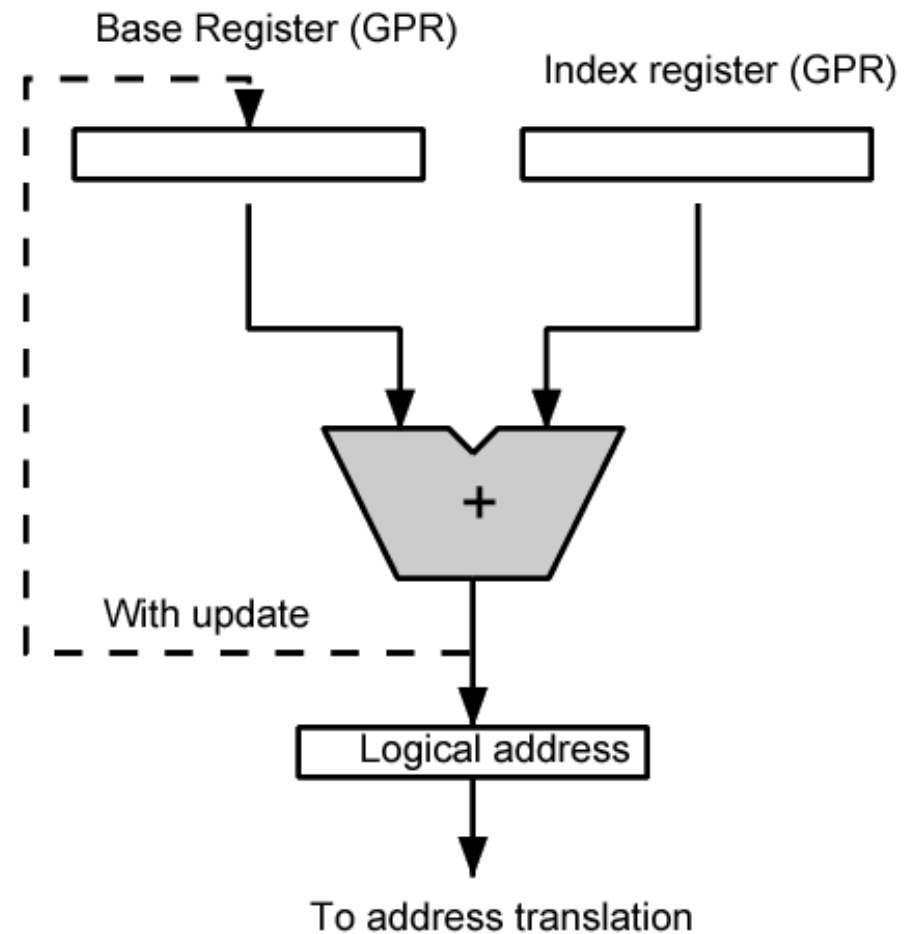 Base Register (GPR)
Index register (GPR)
+
With update
Logical address
To address translation